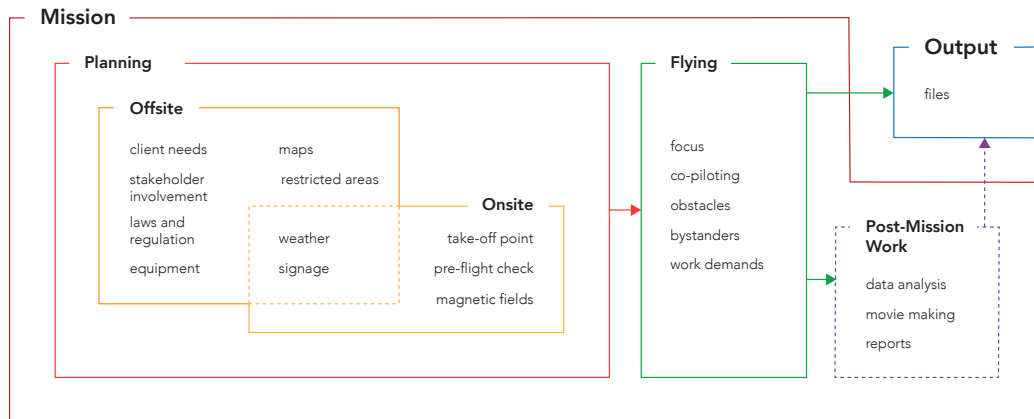 Mission
Planning
Offsite
client needs
stakeholder
involvement
laws and
regulation
equipment
maps
restricted areas
weather
signage
Onsite
take-off point
pre-flight check
magnetic fields
Flying
focus
co-piloting
obstacles
bystanders
work demands
Output
files
Post-Mission
Work
data analysis
movie making
reports